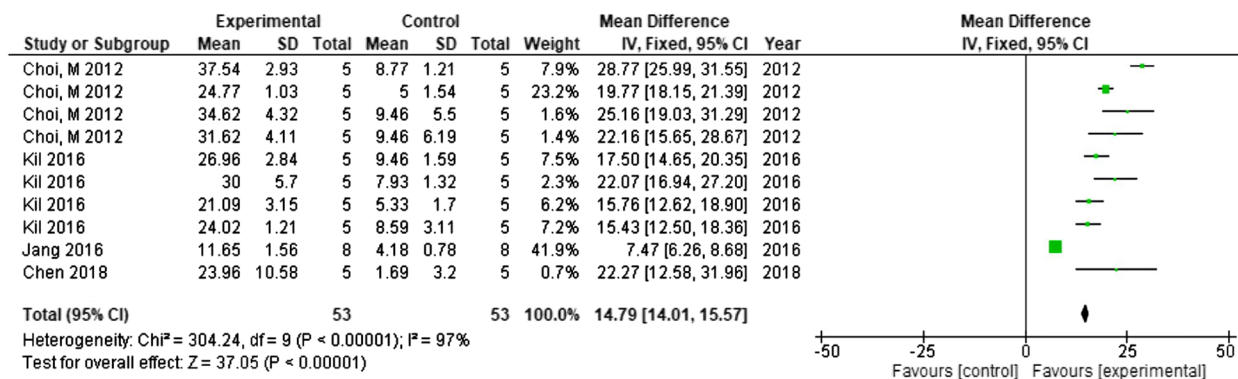 Experimental Control Mean Difference Mean Difference
Study or Subgroup Mean SD Total Mean SD Total Weight IV, Fixed, 95% CI Year IV, Fixed, 95% CI
Choi, M 2012 37.54 2.93 5 8.77 1.21 5 7.9% 28.77 [25.99, 31.55] 2012
Choi, M 2012 24.77 1.03 5 5 1.54 5 23.2% 19.77 [18.15, 21.39] 2012
Choi, M 2012 34.62 4.32 5 9.46 5.5 5 1.6% 25.16 [19.03, 31.29] 2012
Choi, M 2012 31.62 4.11 5 9.46 6.19 5 1.4% 22.16 [15.65, 28.67] 2012
Kil 2016 26.96 2.84 5 9.46 1.59 5 7.5% 17.50 [14.65, 20.35] 2016
Kil 2016 30 5.7 5 7.93 1.32 5 2.3% 22.07 [16.94, 27.20] 2016
Kil 2016 21.09 3.15 5 5.33 1.7 5 6.2% 15.76 [12.62, 18.90] 2016
Kil 2016 24.02 1.21 5 8.59 3.11 5 7.2% 15.43 [12.50, 18.36] 2016
Jang 2016 11.65 1.56 8 4.18 0.78 8 41.9% 7.47 [6.26, 8.68] 2016
Chen 2018 23.96 10.58 5 1.69 3.2 5 0.7% 22.27 [12.58, 31.96] 2018
Total (95% CI) 53 53 100.0% 14.79 [14.01, 15.57]
Heterogeneity: Chi² = 304.24, df = 9 (P < 0.00001); I² = 97%
Test for overall effect: Z = 37.05 (P < 0.00001)
-50 -25 0 25 50
Favours [control] Favours [experimental]